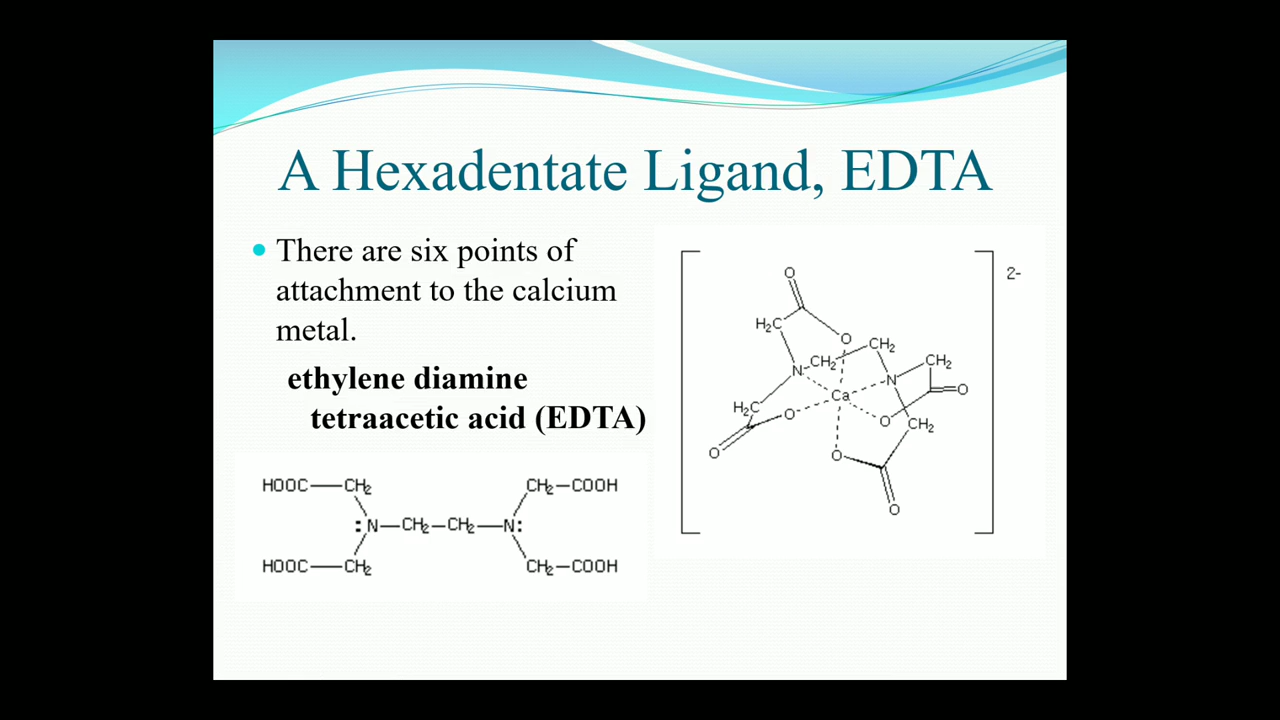 A Hexadentate Ligand, EDTA
There are six points of
attachment to the calcium
metal.
ethylene diamine
tetraacetic acid (EDTA)
HOOC—CH₂ CH₂—COOH
:N—CH₂—CH₂—N:
HOOC—CH₂ CH₂—COOH
2-
O
H₂C O CH₂
N CH₂ N CH₂
H₂C O Ca O O
O O CH₂
O